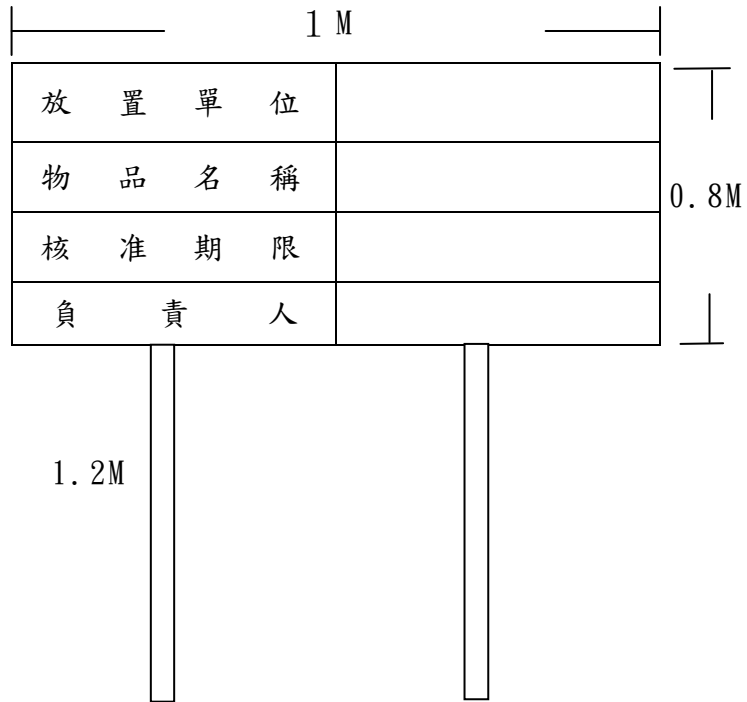 1 M
放 置 單 位
物 品 名 稱
0.8M
核 准 期 限
負 責 人
1.2M